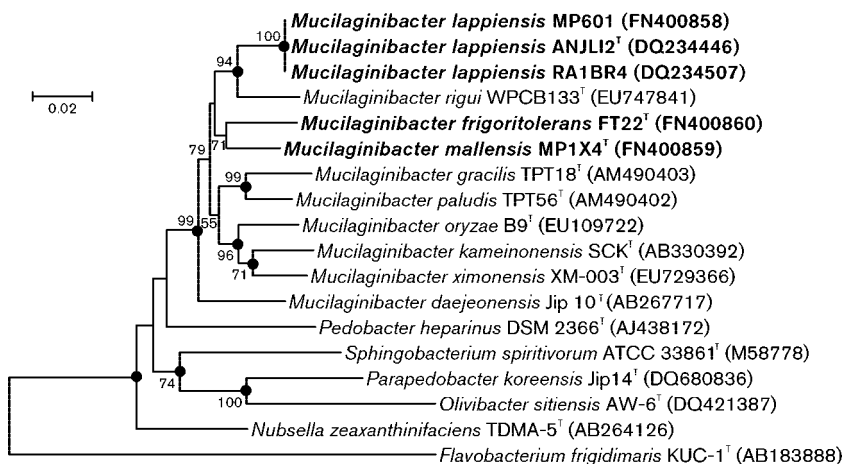 Mucilaginibacter lappiensis MP601 (FN400858)
100
Mucilaginibacter lappiensis ANJLI2ᵀ (DQ234446)
94
Mucilaginibacter lappiensis RA1BR4 (DQ234507)
0.02
Mucilaginibacter rigui WPCB133ᵀ (EU747841)
Mucilaginibacter frigoritolerans FT22ᵀ (FN400860)
71
79
Mucilaginibacter mallensis MP1X4ᵀ (FN400859)
99
Mucilaginibacter gracilis TPT18ᵀ (AM490403)
Mucilaginibacter paludis TPT56ᵀ (AM490402)
99
55
Mucilaginibacter oryzae B9ᵀ (EU109722)
96
Mucilaginibacter kameinonensis SCKᵀ (AB330392)
71
Mucilaginibacter ximonensis XM-003ᵀ (EU729366)
Mucilaginibacter daejeonensis Jip 10ᵀ (AB267717)
Pedobacter heparinus DSM 2366ᵀ (AJ438172)
Sphingobacterium spiritivorum ATCC 33861ᵀ (M58778)
74
Parapedobacter koreensis Jip14ᵀ (DQ680836)
100
Olivibacter sitiensis AW-6ᵀ (DQ421387)
Nubsella zeaxanthinifaciens TDMA-5ᵀ (AB264126)
Flavobacterium frigidimaris KUC-1ᵀ (AB183888)